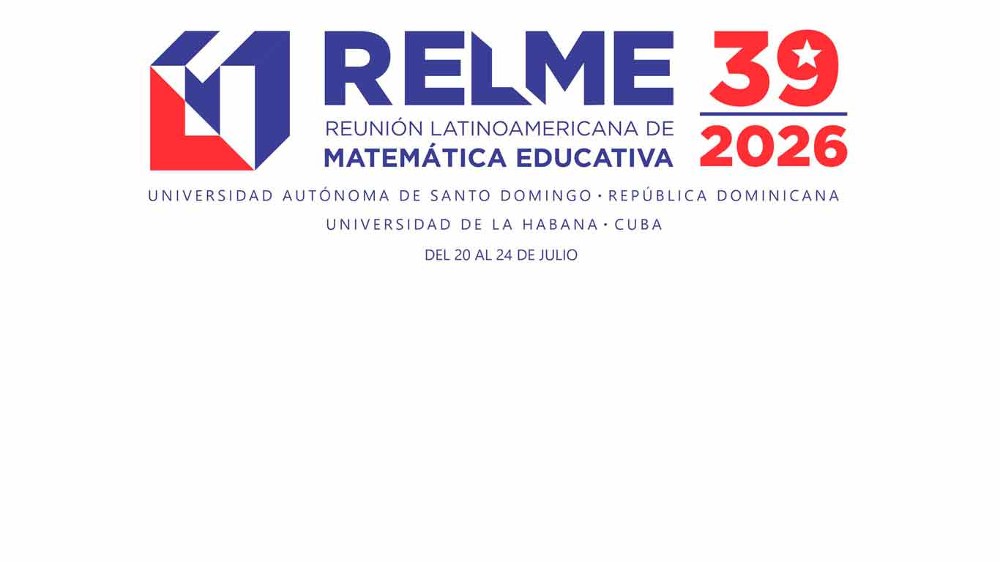 RELME 39
REUNIÓN LATINOAMERICANA DE
MATEMÁTICA EDUCATIVA
2026
UNIVERSIDAD AUTÓNOMA DE SANTO DOMINGO · REPÚBLICA DOMINICANA
UNIVERSIDAD DE LA HABANA · CUBA
DEL 20 AL 24 DE JULIO